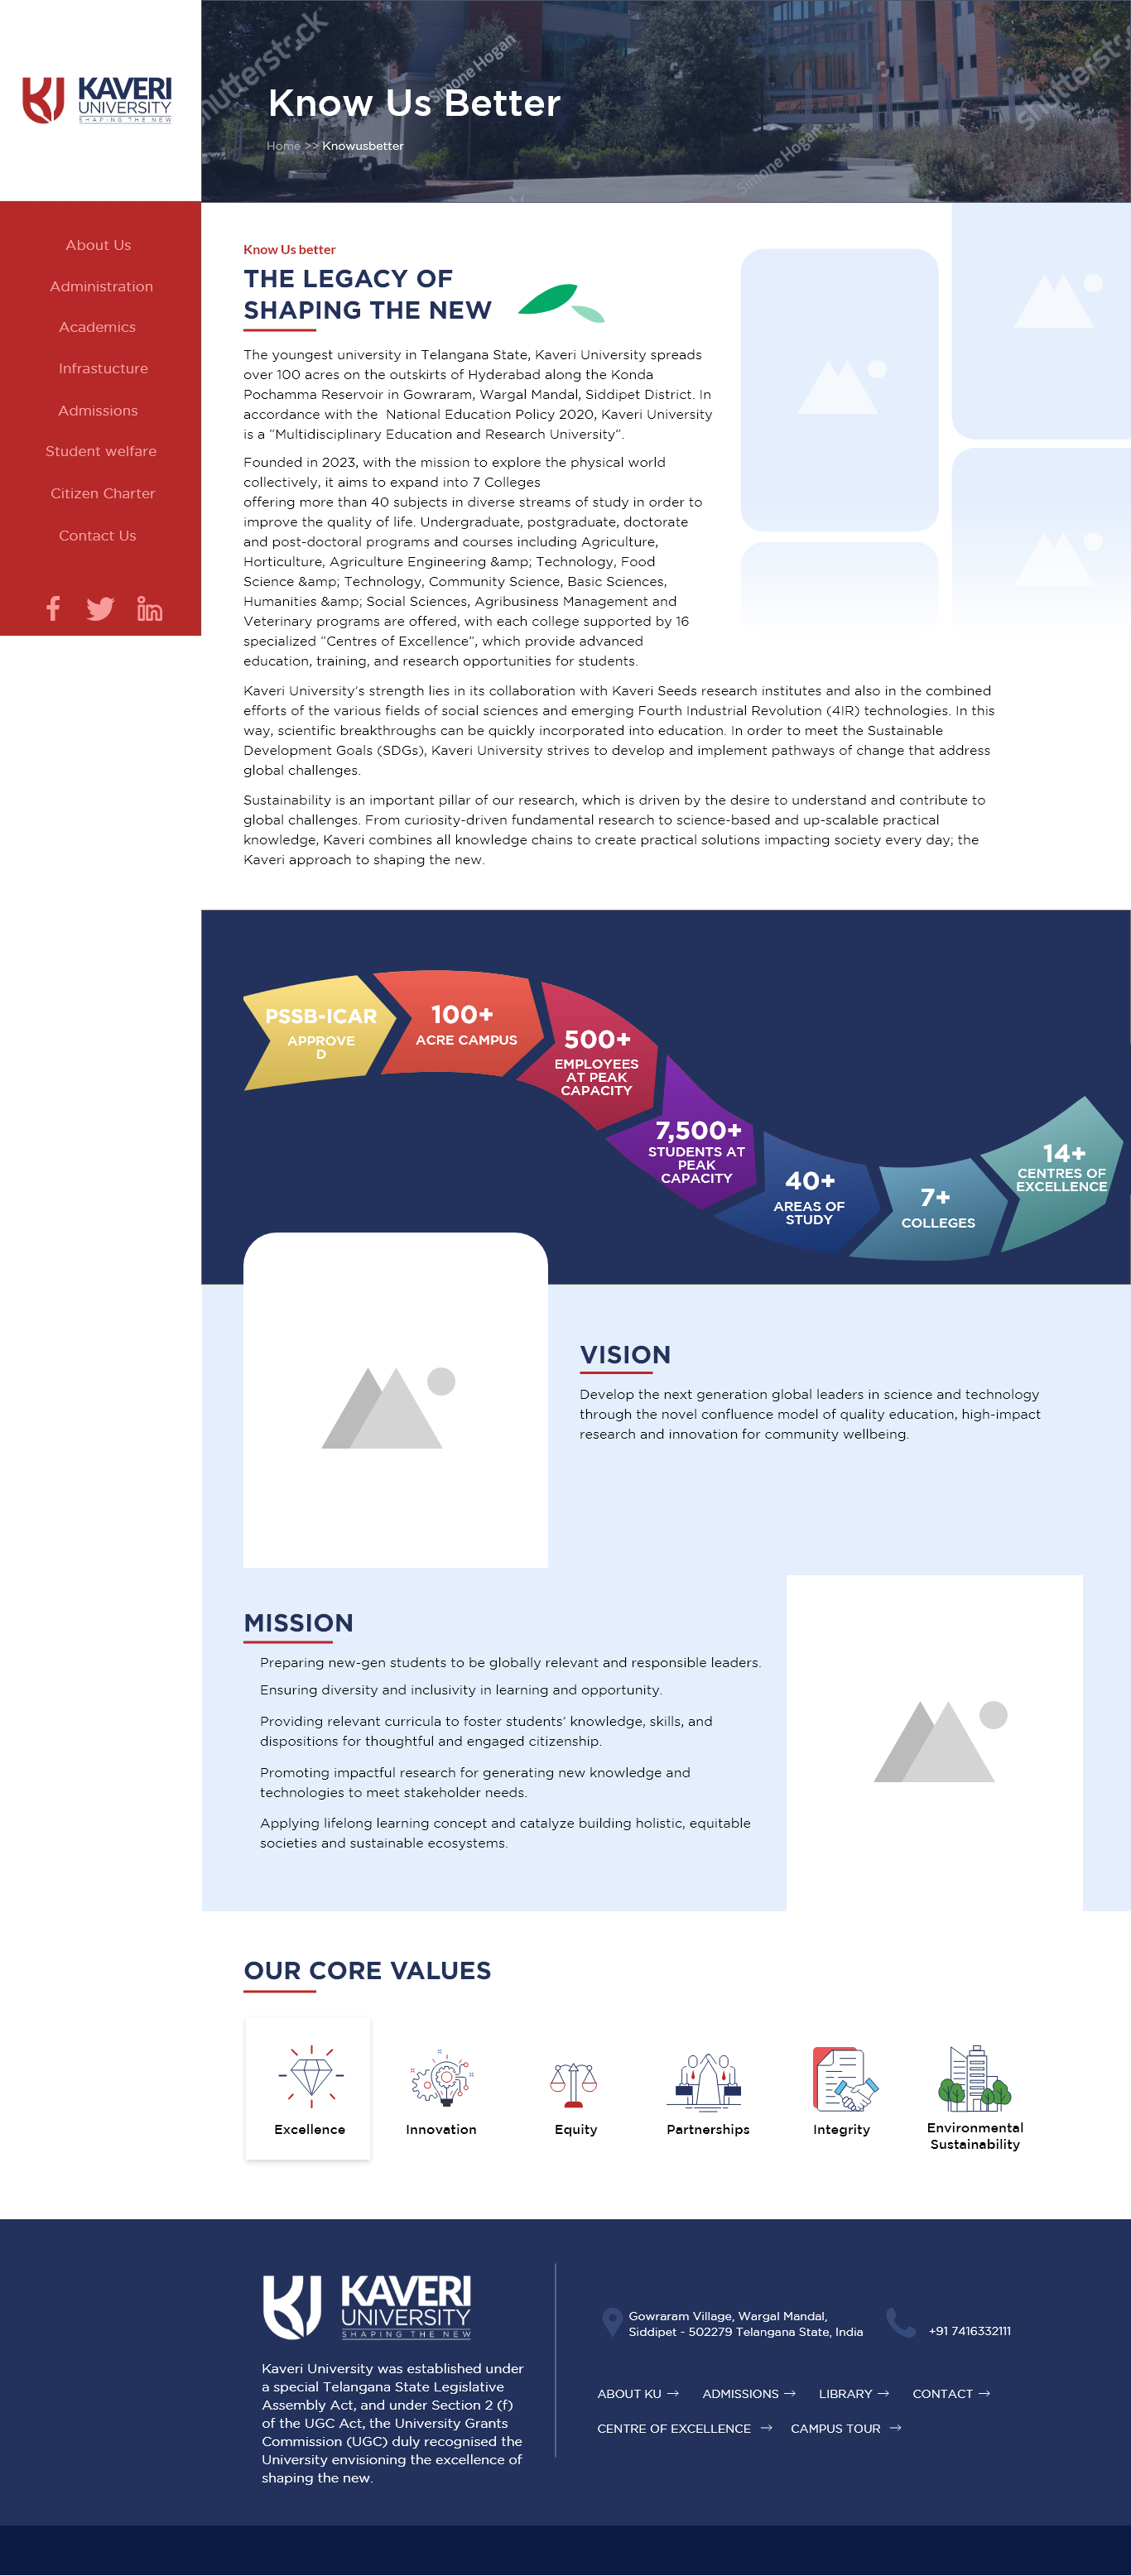 KAVERI
UNIVERSITY
SHAPING THE NEW
shutterstock
Simone Hogan
Simone Hogan
shutterstock
Know Us Better
Home >> Knowusbetter
About Us
Administration
Academics
Infrastucture
Admissions
Student welfare
Citizen Charter
Contact Us
Know Us better
THE LEGACY OF
SHAPING THE NEW
The youngest university in Telangana State, Kaveri University spreads
over 100 acres on the outskirts of Hyderabad along the Konda
Pochamma Reservoir in Gowraram, Wargal Mandal, Siddipet District. In
accordance with the National Education Policy 2020, Kaveri University
is a “Multidisciplinary Education and Research University”.
Founded in 2023, with the mission to explore the physical world
collectively, it aims to expand into 7 Colleges
offering more than 40 subjects in diverse streams of study in order to
improve the quality of life. Undergraduate, postgraduate, doctorate
and post-doctoral programs and courses including Agriculture,
Horticulture, Agriculture Engineering &amp; Technology, Food
Science &amp; Technology, Community Science, Basic Sciences,
Humanities &amp; Social Sciences, Agribusiness Management and
Veterinary programs are offered, with each college supported by 16
specialized “Centres of Excellence”, which provide advanced
education, training, and research opportunities for students.
Kaveri University’s strength lies in its collaboration with Kaveri Seeds research institutes and also in the combined
efforts of the various fields of social sciences and emerging Fourth Industrial Revolution (4IR) technologies. In this
way, scientific breakthroughs can be quickly incorporated into education. In order to meet the Sustainable
Development Goals (SDGs), Kaveri University strives to develop and implement pathways of change that address
global challenges.
Sustainability is an important pillar of our research, which is driven by the desire to understand and contribute to
global challenges. From curiosity-driven fundamental research to science-based and up-scalable practical
knowledge, Kaveri combines all knowledge chains to create practical solutions impacting society every day; the
Kaveri approach to shaping the new.
PSSB-ICAR
APPROVE
D
100+
ACRE CAMPUS
500+
EMPLOYEES
AT PEAK
CAPACITY
7,500+
STUDENTS AT
PEAK
CAPACITY
40+
AREAS OF
STUDY
7+
COLLEGES
14+
CENTRES OF
EXCELLENCE
VISION
Develop the next generation global leaders in science and technology
through the novel confluence model of quality education, high-impact
research and innovation for community wellbeing.
MISSION
Preparing new-gen students to be globally relevant and responsible leaders.
Ensuring diversity and inclusivity in learning and opportunity.
Providing relevant curricula to foster students’ knowledge, skills, and
dispositions for thoughtful and engaged citizenship.
Promoting impactful research for generating new knowledge and
technologies to meet stakeholder needs.
Applying lifelong learning concept and catalyze building holistic, equitable
societies and sustainable ecosystems.
OUR CORE VALUES
Excellence
Innovation
Equity
Partnerships
Integrity
Environmental
Sustainability
KAVERI
UNIVERSITY
SHAPING THE NEW
Kaveri University was established under
a special Telangana State Legislative
Assembly Act, and under Section 2 (f)
of the UGC Act, the University Grants
Commission (UGC) duly recognised the
University envisioning the excellence of
shaping the new.
Gowraram Village, Wargal Mandal,
Siddipet - 502279 Telangana State, India
+91 7416332111
ABOUT KU → ADMISSIONS → LIBRARY → CONTACT →
CENTRE OF EXCELLENCE → CAMPUS TOUR →